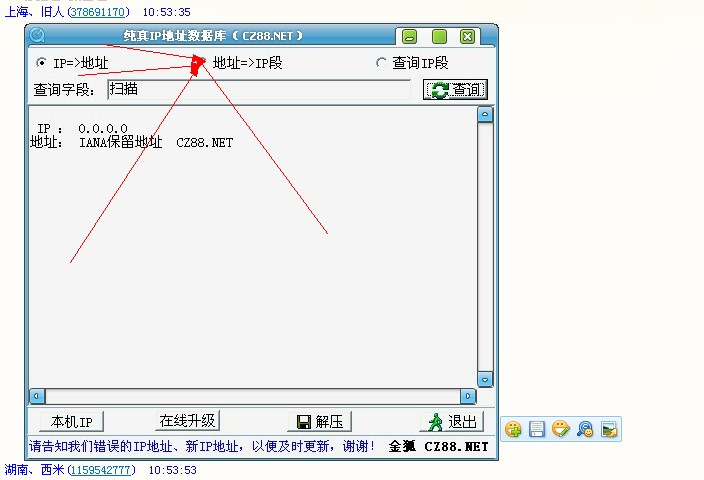 上海、旧人(378691170) 10:53:35
纯真IP地址数据库（CZ88.NET）
IP=>地址 地址=>IP段 查询IP段
查询字段： 扫描 查询
IP ： 0.0.0.0
地址： IANA保留地址 CZ88.NET
本机IP 在线升级 解压 退出
请告知我们错误的IP地址、新IP地址，以便及时更新，谢谢！ 金狐 CZ88.NET
湖南、西米(1159542777) 10:53:53